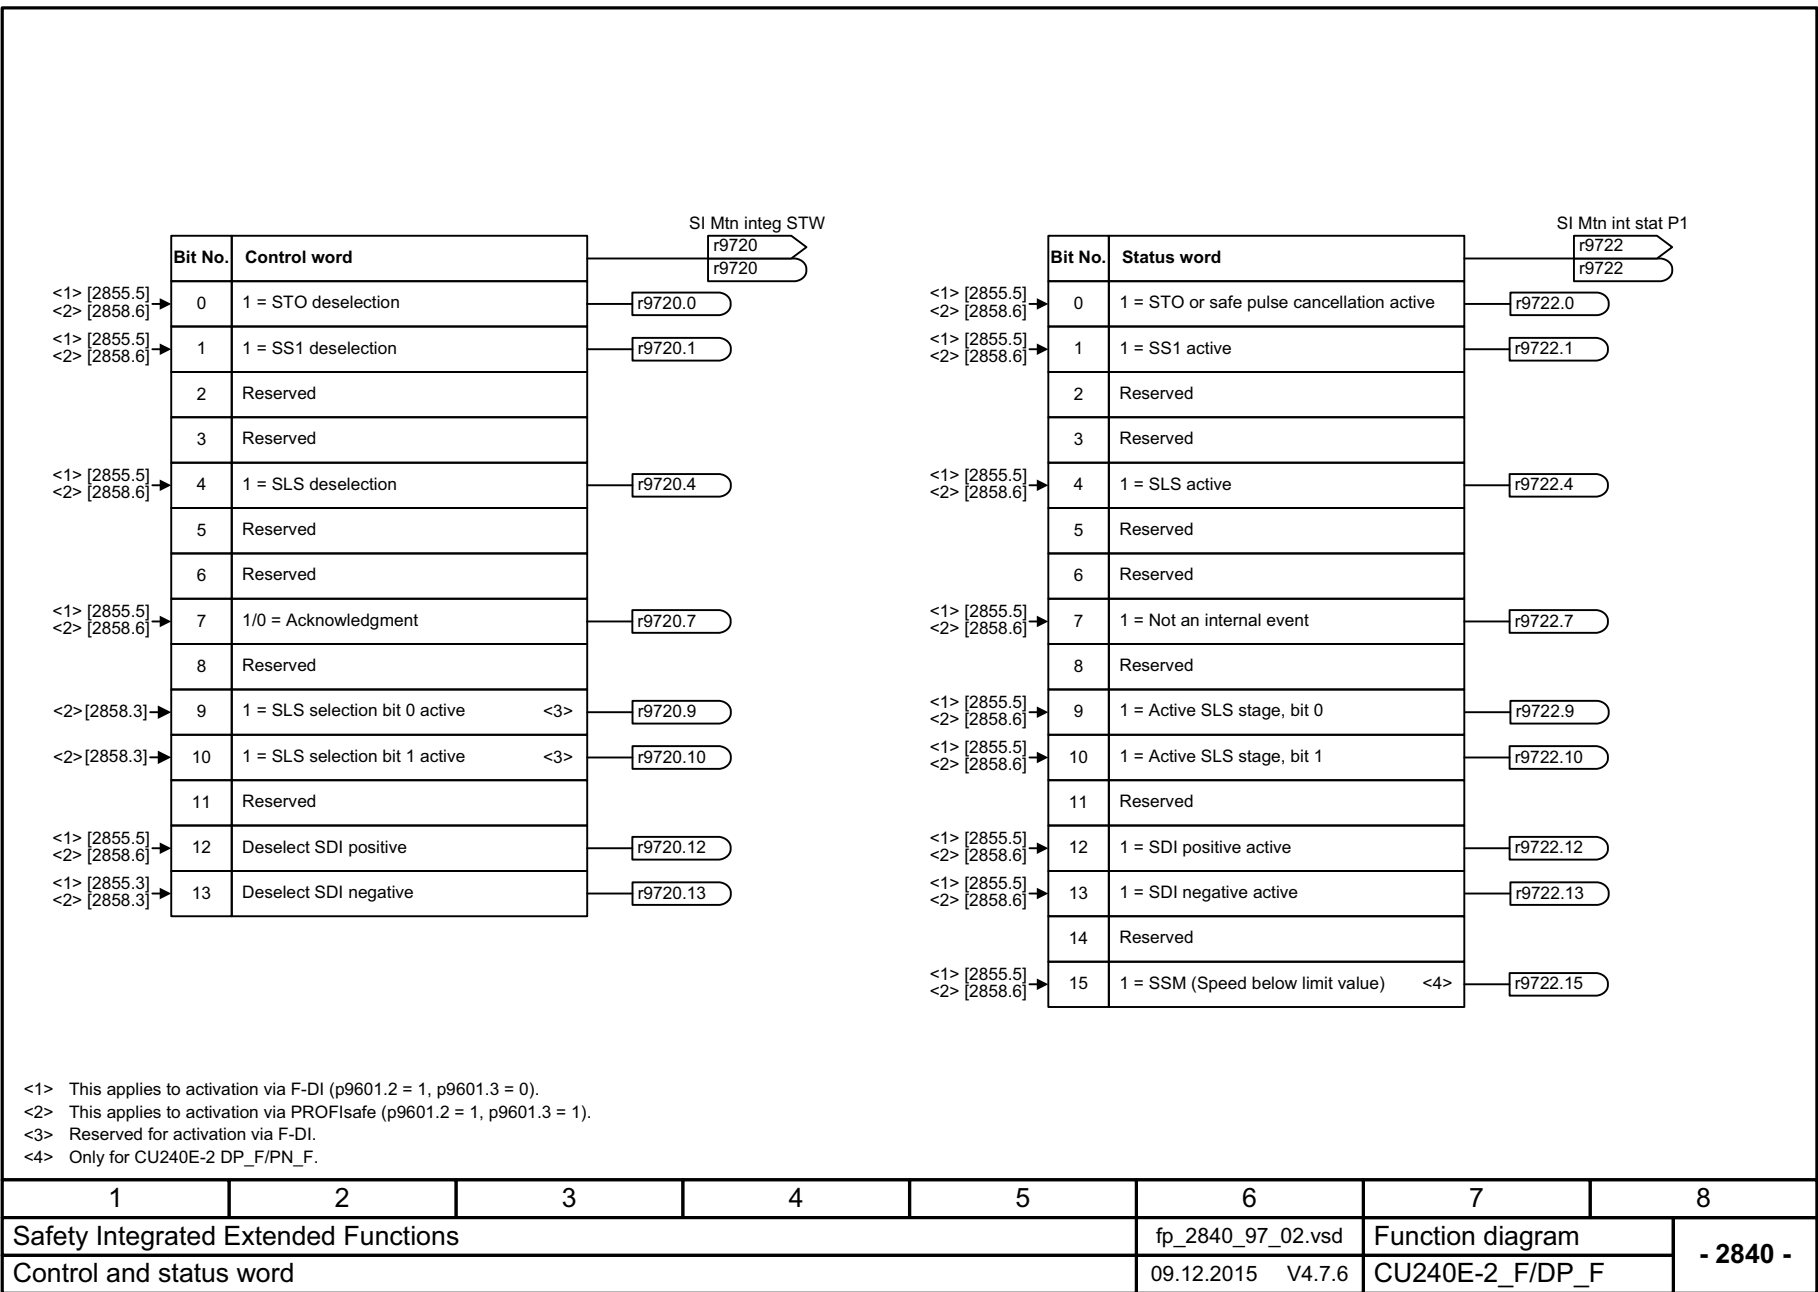 SI Mtn integ STW
r9720
Bit No. Control word
r9720
<1> [2855.5]
<2> [2858.6]
0 1 = STO deselection r9720.0
<1> [2855.5]
<2> [2858.6]
1 1 = SS1 deselection r9720.1
2 Reserved
3 Reserved
<1> [2855.5]
<2> [2858.6]
4 1 = SLS deselection r9720.4
5 Reserved
6 Reserved
<1> [2855.5]
<2> [2858.6]
7 1/0 = Acknowledgment r9720.7
8 Reserved
<2>[2858.3] 9 1 = SLS selection bit 0 active <3> r9720.9
<2>[2858.3] 10 1 = SLS selection bit 1 active <3> r9720.10
11 Reserved
<1> [2855.5]
<2> [2858.6]
12 Deselect SDI positive r9720.12
<1> [2855.3]
<2> [2858.3]
13 Deselect SDI negative r9720.13
SI Mtn int stat P1
r9722
Bit No. Status word
r9722
<1> [2855.5]
<2> [2858.6]
0 1 = STO or safe pulse cancellation active r9722.0
<1> [2855.5]
<2> [2858.6]
1 1 = SS1 active r9722.1
2 Reserved
3 Reserved
<1> [2855.5]
<2> [2858.6]
4 1 = SLS active r9722.4
5 Reserved
6 Reserved
<1> [2855.5]
<2> [2858.6]
7 1 = Not an internal event r9722.7
8 Reserved
<1> [2855.5]
<2> [2858.6]
9 1 = Active SLS stage, bit 0 r9722.9
<1> [2855.5]
<2> [2858.6]
10 1 = Active SLS stage, bit 1 r9722.10
11 Reserved
<1> [2855.5]
<2> [2858.6]
12 1 = SDI positive active r9722.12
<1> [2855.5]
<2> [2858.6]
13 1 = SDI negative active r9722.13
14 Reserved
<1> [2855.5]
<2> [2858.6]
15 1 = SSM (Speed below limit value) <4> r9722.15
<1> This applies to activation via F-DI (p9601.2 = 1, p9601.3 = 0).
<2> This applies to activation via PROFIsafe (p9601.2 = 1, p9601.3 = 1).
<3> Reserved for activation via F-DI.
<4> Only for CU240E-2 DP_F/PN_F.
1 2 3 4 5 6 7 8
Safety Integrated Extended Functions fp_2840_97_02.vsd Function diagram
- 2840 -
Control and status word 09.12.2015 V4.7.6 CU240E-2_F/DP_F